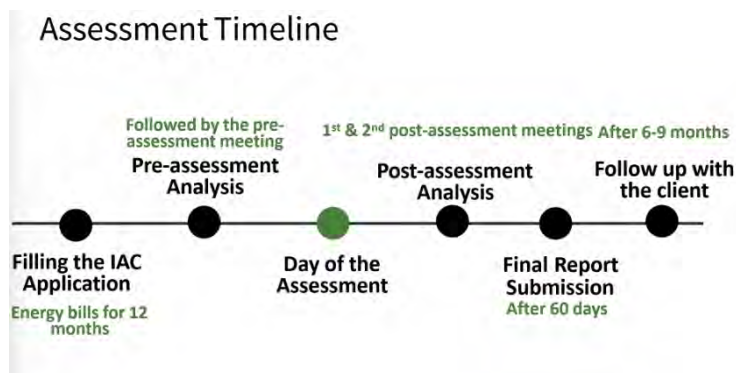 Assessment Timeline
Followed by the pre-
assessment meeting
Pre-assessment
Analysis
1st & 2nd post-assessment meetings
Post-assessment
Analysis
After 6-9 months
Follow up with
the client
Filling the IAC
Application
Energy bills for 12
months
Day of the
Assessment
Final Report
Submission
After 60 days